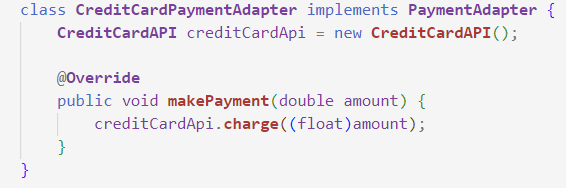 class CreditCardPaymentAdapter implements PaymentAdapter {
    CreditCardAPI creditCardApi = new CreditCardAPI();

    @Override
    public void makePayment(double amount) {
        creditCardApi.charge((float)amount);
    }
}